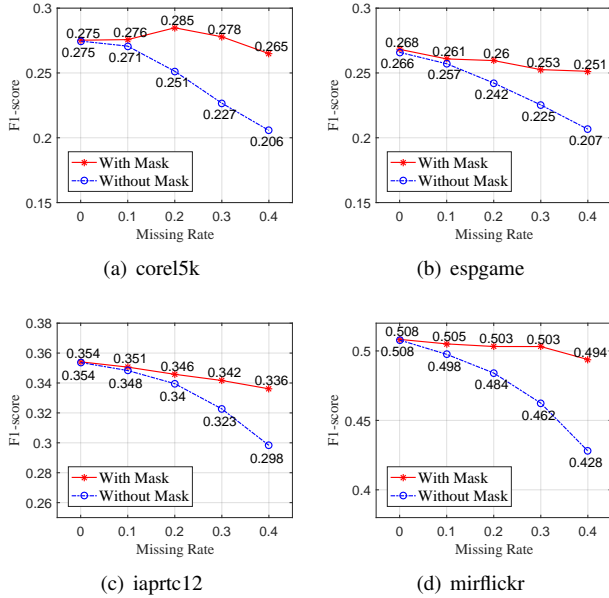 0.3
0.285
0.278
0.275
0.276
0.265
0.275
0.271
0.25
0.251
0.227
0.2
0.206
F1-score
With Mask
Without Mask
0.15
0 0.1 0.2 0.3 0.4
Missing Rate
(a) corel5k
0.3
0.268
0.261
0.26
0.253
0.251
0.266
0.257
0.25
0.242
0.225
0.207
0.2
F1-score
With Mask
Without Mask
0.15
0 0.1 0.2 0.3 0.4
Missing Rate
(b) espgame
0.38
0.36
0.354
0.351
0.346
0.342
0.336
0.354
0.348
0.34
0.34
0.323
0.32
0.3
0.298
0.28
0.26
F1-score
With Mask
Without Mask
0 0.1 0.2 0.3 0.4
Missing Rate
(c) iaprtc12
0.508
0.505
0.503
0.503
0.494
0.5
0.508
0.498
0.484
0.462
0.45
0.428
0.4
F1-score
With Mask
Without Mask
0 0.1 0.2 0.3 0.4
Missing Rate
(d) mirflickr